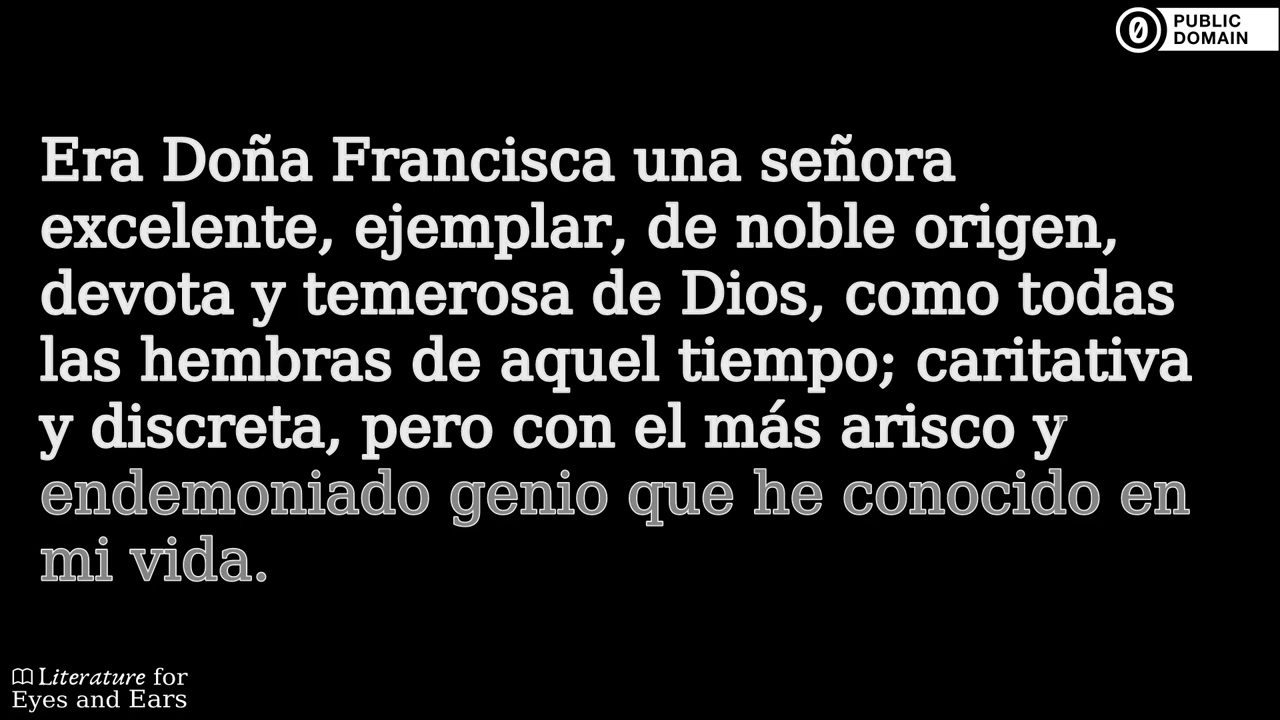 PUBLIC
DOMAIN
Era Doña Francisca una señora
excelente, ejemplar, de noble origen,
devota y temerosa de Dios, como todas
las hembras de aquel tiempo; caritativa
y discreta, pero con el más arisco y
endemoniado genio que he conocido en
mi vida.
Literature for
Eyes and Ears